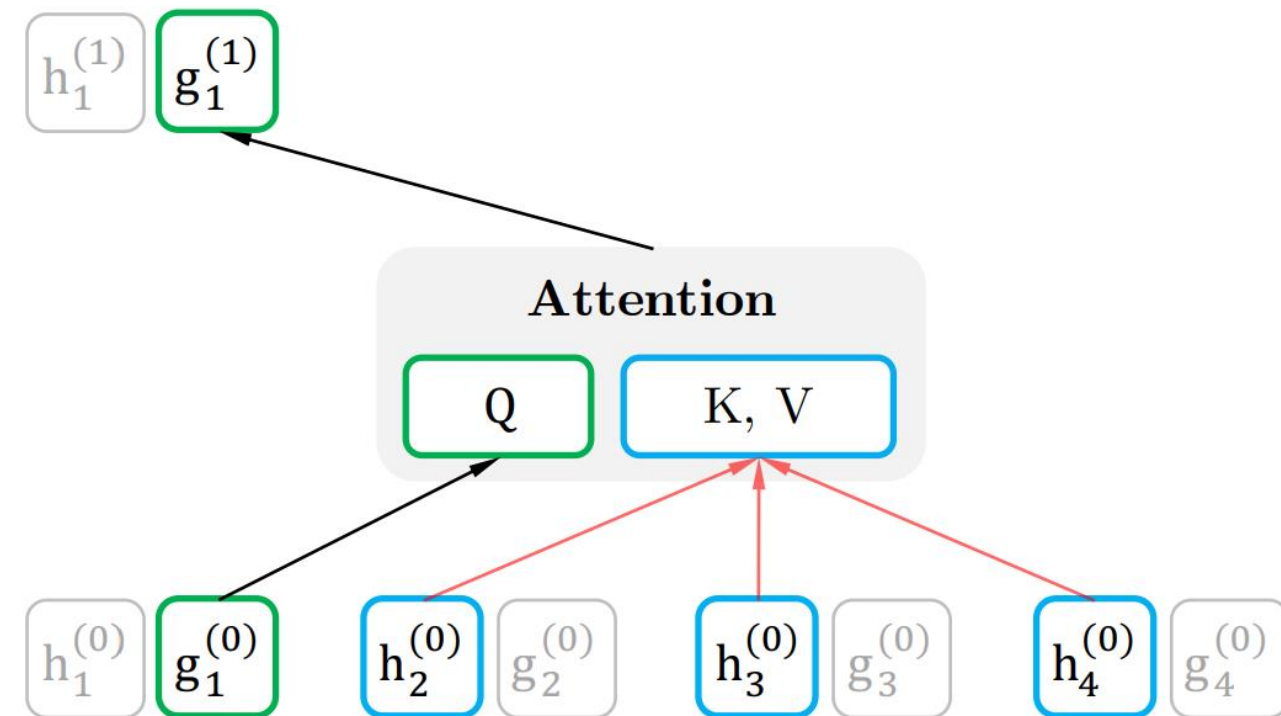 h₁⁽¹⁾ g₁⁽¹⁾
Attention
Q K, V
h₁⁽⁰⁾ g₁⁽⁰⁾ h₂⁽⁰⁾ g₂⁽⁰⁾ h₃⁽⁰⁾ g₃⁽⁰⁾ h₄⁽⁰⁾ g₄⁽⁰⁾